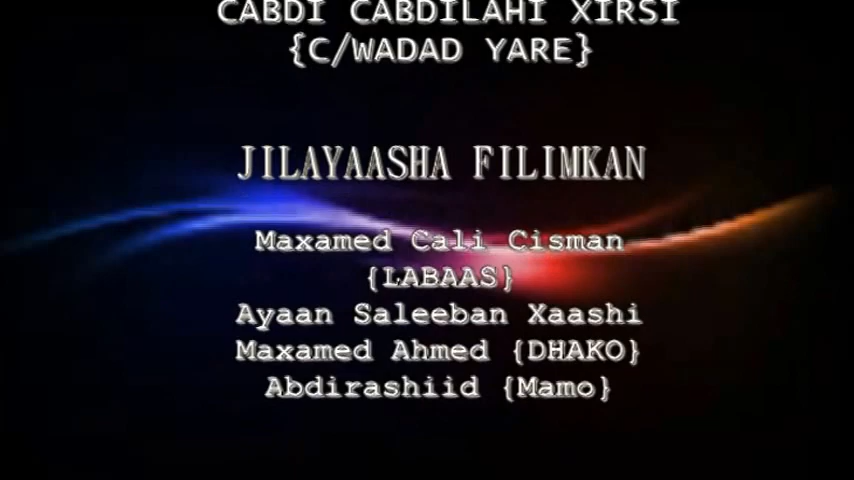 CABDI CABDILAHI XIRSI
{C/WADAD YARE}
JILAYAASHA FILIMKAN
Maxamed Cali Cisman
{LABAAS}
Ayaan Saleeban Xaashi
Maxamed Ahmed {DHAKO}
Abdirashiid {Mamo}